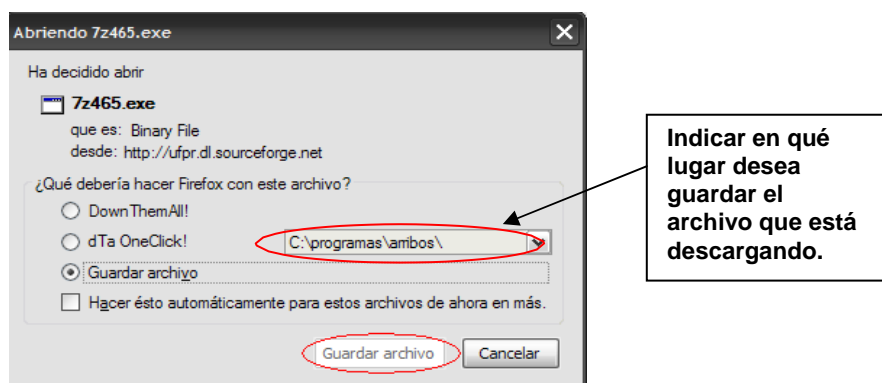 Abriendo 7z465.exe
Ha decidido abrir
7z465.exe
que es: Binary File
desde: http://ufpr.dl.sourceforge.net
¿Qué debería hacer Firefox con este archivo?
DownThemAll!
dTa OneClick! C:\programas\arribos\
Guardar archivo
Hacer ésto automáticamente para estos archivos de ahora en más.
Guardar archivo Cancelar
Indicar en qué
lugar desea
guardar el
archivo que está
descargando.